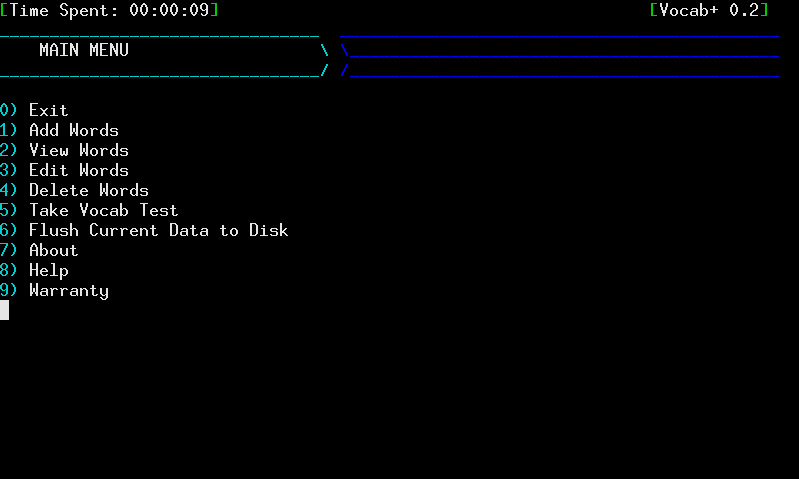 [Time Spent: 00:00:09] [Vocab+ 0.2]
MAIN MENU
0) Exit
1) Add Words
2) View Words
3) Edit Words
4) Delete Words
5) Take Vocab Test
6) Flush Current Data to Disk
7) About
8) Help
9) Warranty